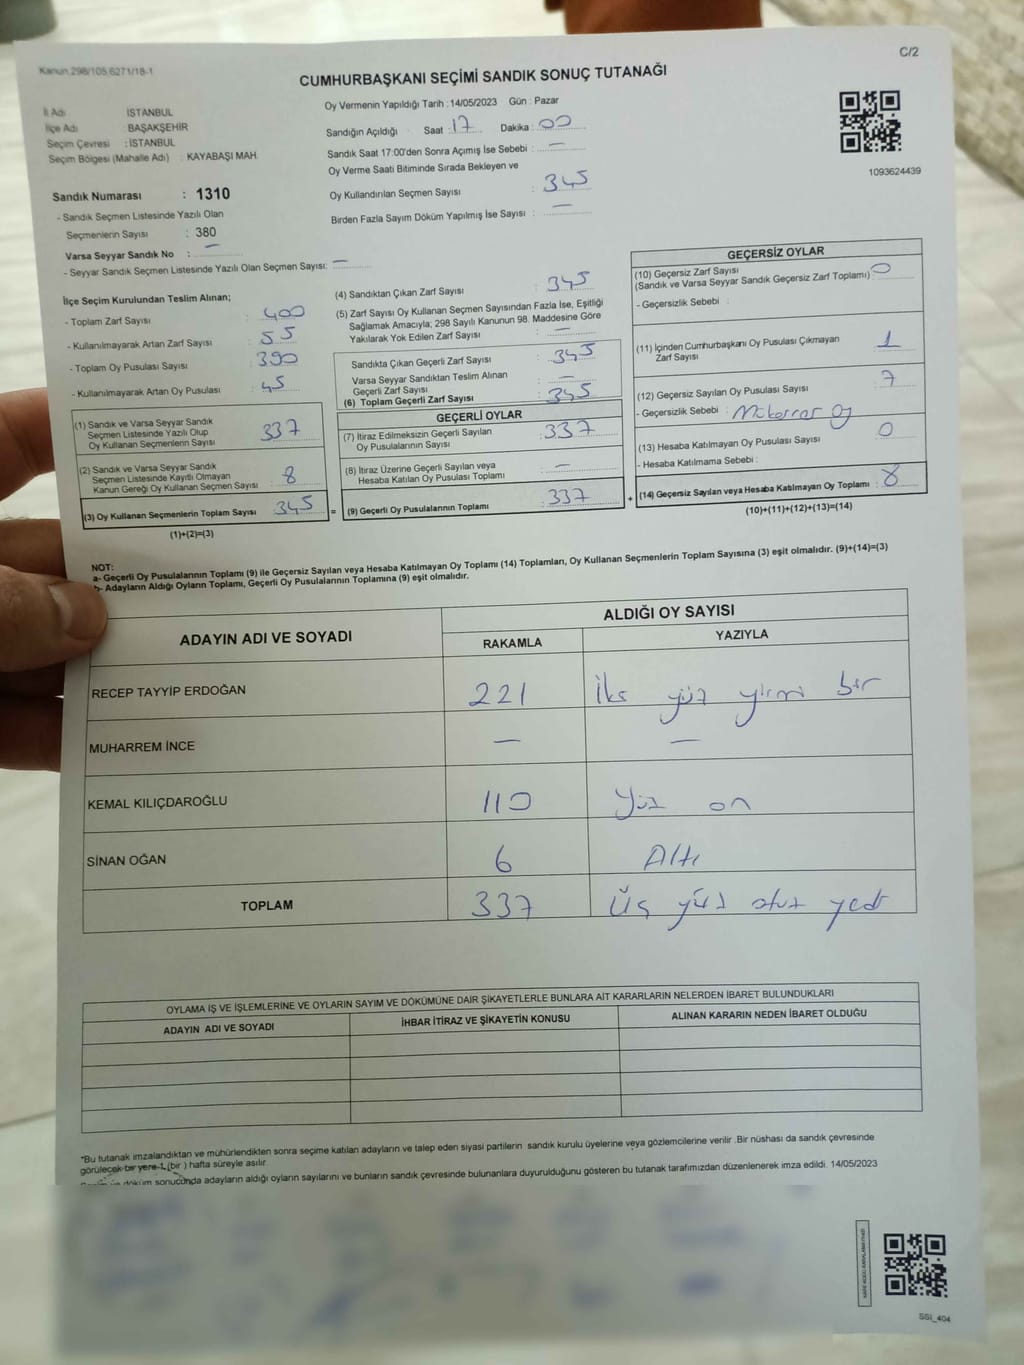 C/2
Kanun.298/105.6271/18-1
CUMHURBAŞKANI SEÇİMİ SANDIK SONUÇ TUTANAĞI
İl Adı İSTANBUL
İlçe Adı : BAŞAKŞEHİR
Seçim Çevresi : İSTANBUL
Seçim Bölgesi (Mahalle Adı) : KAYABAŞI MAH.
Sandık Numarası : 1310
- Sandık Seçmen Listesinde Yazılı Olan
Seçmenlerin Sayısı : 380
Varsa Seyyar Sandık No : —
- Seyyar Sandık Seçmen Listesinde Yazılı Olan Seçmen Sayısı: —
Oy Vermenin Yapıldığı Tarih : 14/05/2023 Gün : Pazar
Sandığın Açıldığı Saat : 17 Dakika : 00
Sandık Saat 17:00'den Sonra Açımış İse Sebebi : —
Oy Verme Saati Bitiminde Sırada Bekleyen ve
Oy Kullandırılan Seçmen Sayısı : 345
Birden Fazla Sayım Döküm Yapılmış İse Sayısı : —
1093624439
İlçe Seçim Kurulundan Teslim Alınan;
- Toplam Zarf Sayısı : 400
- Kullanılmayarak Artan Zarf Sayısı : 55
- Toplam Oy Pusulası Sayısı : 390
- Kullanılmayarak Artan Oy Pusulası : 45
(1) Sandık ve Varsa Seyyar Sandık
Seçmen Listesinde Yazılı Olup
Oy Kullanan Seçmenlerin Sayısı : 337
(2) Sandık ve Varsa Seyyar Sandık
Seçmen Listesinde Kayıtlı Olmayan
Kanun Gereği Oy Kullanan Seçmen Sayısı : 8
(3) Oy Kullanan Seçmenlerin Toplam Sayısı : 345
(1)+(2)=(3)
(4) Sandıktan Çıkan Zarf Sayısı : 345
(5) Zarf Sayısı Oy Kullanan Seçmen Sayısından Fazla İse, Eşitliği
Sağlamak Amacıyla; 298 Sayılı Kanunun 98. Maddesine Göre
Yakılarak Yok Edilen Zarf Sayısı : —
Sandıkta Çıkan Geçerli Zarf Sayısı : 345
Varsa Seyyar Sandıktan Teslim Alınan
Geçerli Zarf Sayısı : —
(6) Toplam Geçerli Zarf Sayısı : 345
GEÇERLİ OYLAR
(7) İtiraz Edilmeksizin Geçerli Sayılan
Oy Pusulalarının Sayısı : 337
(8) İtiraz Üzerine Geçerli Sayılan veya
Hesaba Katılan Oy Pusulası Toplamı : —
= (9) Geçerli Oy Pusulalarının Toplamı : 337 +
GEÇERSİZ OYLAR
(10) Geçersiz Zarf Sayısı : 0
(Sandık ve Varsa Seyyar Sandık Geçersiz Zarf Toplamı)
- Geçersizlik Sebebi :
(11) İçinden Cumhurbaşkanı Oy Pusulası Çıkmayan
Zarf Sayısı : 1
(12) Geçersiz Sayılan Oy Pusulası Sayısı : 7
- Geçersizlik Sebebi : Mükerrer Oy
(13) Hesaba Katılmayan Oy Pusulası Sayısı : 0
- Hesaba Katılmama Sebebi :
(14) Geçersiz Sayılan veya Hesaba Katılmayan Oy Toplamı : 8
(10)+(11)+(12)+(13)=(14)
NOT:
a- Geçerli Oy Pusulalarının Toplamı (9) ile Geçersiz Sayılan veya Hesaba Katılmayan Oy Toplamı (14) Toplamları, Oy Kullanan Seçmenlerin Toplam Sayısına (3) eşit olmalıdır. (9)+(14)=(3)
b- Adayların Aldığı Oyların Toplamı, Geçerli Oy Pusulalarının Toplamına (9) eşit olmalıdır.
ADAYIN ADI VE SOYADI
ALDIĞI OY SAYISI
RAKAMLA YAZIYLA
RECEP TAYYİP ERDOĞAN 221 İki yüz yirmi bir
MUHARREM İNCE — —
KEMAL KILIÇDAROĞLU 110 Yüz on
SİNAN OĞAN 6 Altı
TOPLAM 337 Üç yüz otuz yedi
OYLAMA İŞ VE İŞLEMLERİNE VE OYLARIN SAYIM VE DÖKÜMÜNE DAİR ŞİKAYETLERLE BUNLARA AİT KARARLARIN NELERDEN İBARET BULUNDUKLARI
ADAYIN ADI VE SOYADI İHBAR İTİRAZ VE ŞİKAYETİN KONUSU ALINAN KARARIN NEDEN İBARET OLDUĞU
*Bu tutanak imzalandıktan ve mühürlendikten sonra seçime katılan adayların ve talep eden siyasi partilerin sandık kurulu üyelerine veya gözlemcilerine verilir .Bir nüshası da sandık çevresinde
görülecek bir yere 1 (bir ) hafta süreyle asılır.
döküm sonucunda adayların aldığı oyların sayılarını ve bunların sandık çevresinde bulunanlara duyurulduğunu gösteren bu tutanak tarafımızdan düzenlenerek imza edildi. 14/05/2023
SSI_404